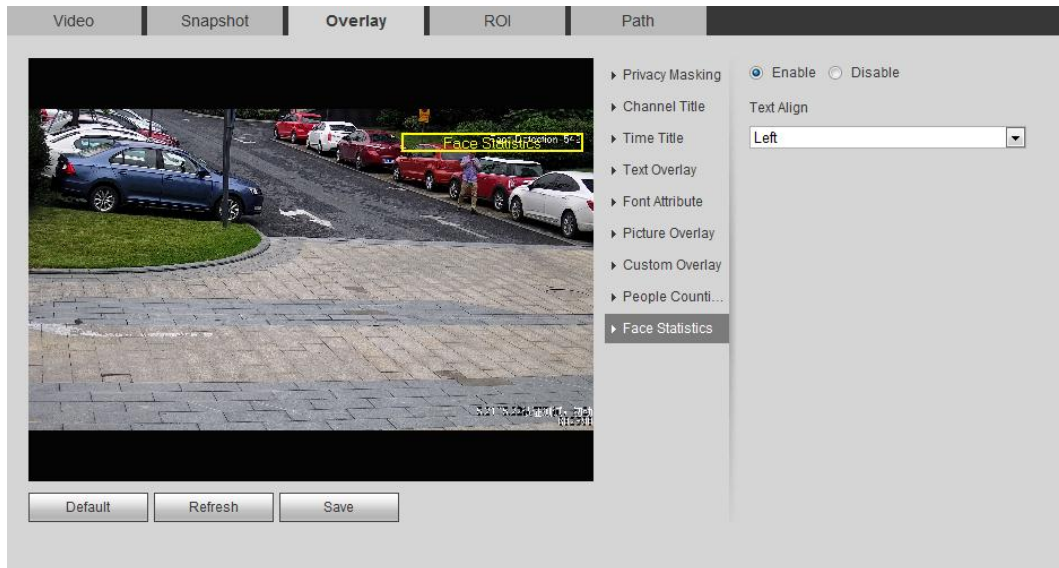 Video Snapshot Overlay ROI Path
Face Statistics
Privacy Masking
Channel Title
Time Title
Text Overlay
Font Attribute
Picture Overlay
Custom Overlay
People Counti...
Face Statistics
Enable Disable
Text Align
Left
Default Refresh Save